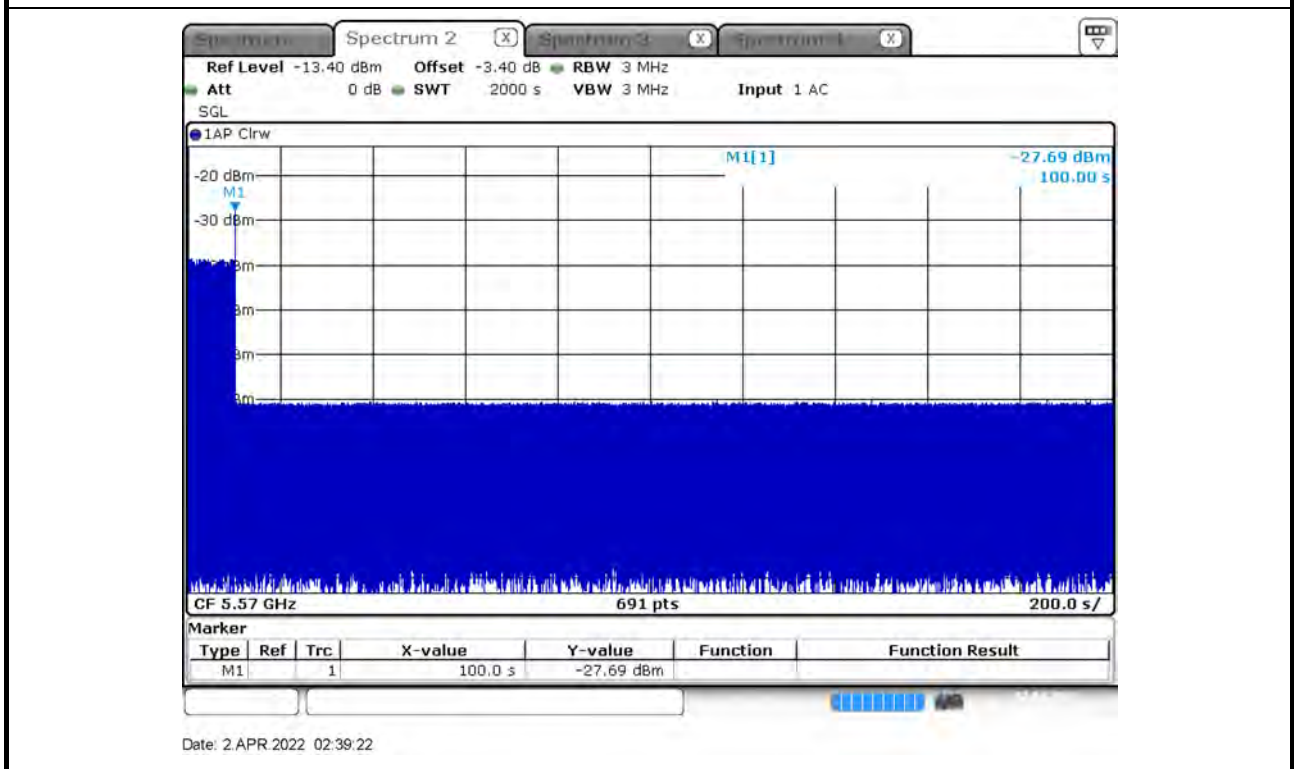 Spectrum 2 X X X
Ref Level -13.40 dBm Offset -3.40 dB RBW 3 MHz
Att 0 dB SWT 2000 s VBW 3 MHz Input 1 AC
SGL
1AP Clrw
M1[1] -27.69 dBm
100.00 s
-20 dBm
M1
-30 dBm
CF 5.57 GHz 691 pts 200.0 s/
Marker
Type Ref Trc X-value Y-value Function Function Result
M1 1 100.0 s -27.69 dBm
Date: 2.APR.2022 02:39:22